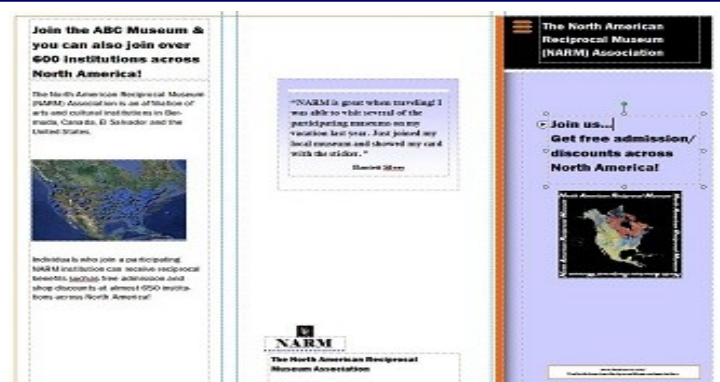 Join the ABC Museum &
you can also join over
600 institutions across
North America!
The North American Reciprocal Museum
(NARM) Association is an affiliation of
arts and cultural institutions in Ber-
muda, Canada, El Salvador and the
United States.
Individuals who join a participating
NARM institution can receive reciprocal
benefits such as free admission and
shop discounts at almost 650 institu-
tions across North America!
"NARM is great when traveling! I
was able to visit several of the
participating museums on my
vacation last year. Just joined my
local museum and showed my card
with the sticker."
NARM
The North American Reciprocal
Museum Association
The North American
Reciprocal Museum
(NARM) Association
Join us...
Get free admission/
discounts across
North America!
North American Reciprocal Museum